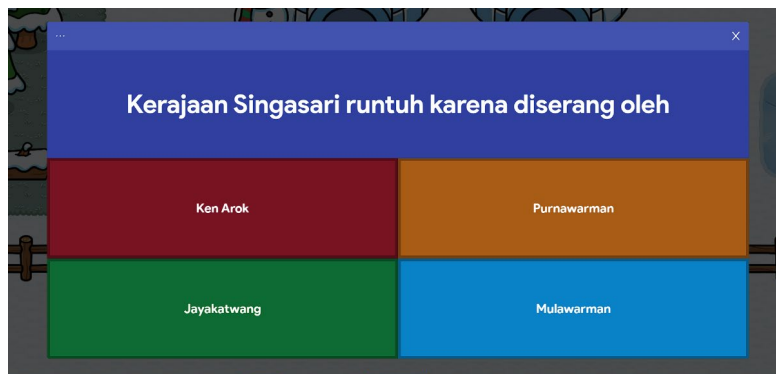 ...
X
Kerajaan Singasari runtuh karena diserang oleh
Ken Arok
Purnawarman
Jayakatwang
Mulawarman